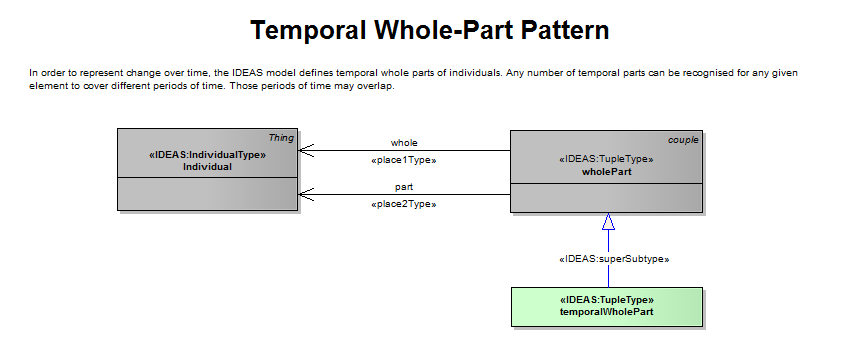 Temporal Whole-Part Pattern
In order to represent change over time, the IDEAS model defines temporal whole parts of individuals. Any number of temporal parts can be recognised for any given
element to cover different periods of time. Those periods of time may overlap.
Thing
«IDEAS:IndividualType»
Individual
whole
«place1Type»
part
«place2Type»
couple
«IDEAS:TupleType»
wholePart
«IDEAS:superSubtype»
«IDEAS:TupleType»
temporalWholePart